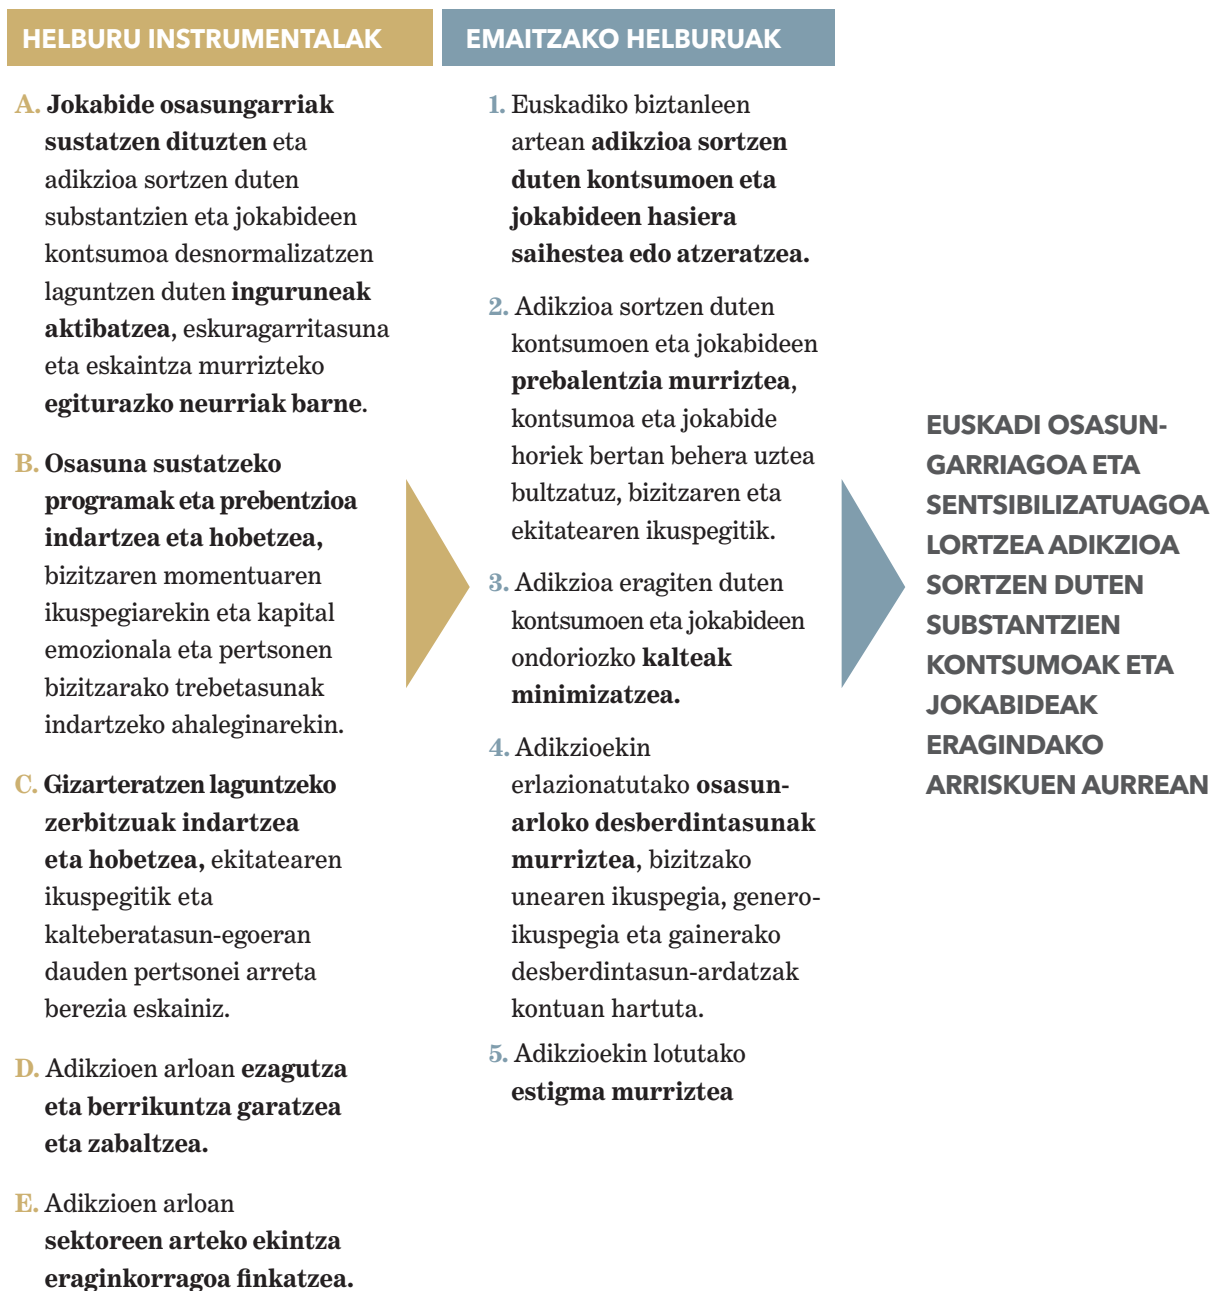 HELBURU INSTRUMENTALAK
A. Jokabide osasungarriak
sustatzen dituzten eta
adikzioa sortzen duten
substantzien eta jokabideen
kontsumoa desnormalizatzen
laguntzen duten inguruneak
aktibatzea, eskuragarritasuna
eta eskaintza murrizteko
egiturazko neurriak barne.
B. Osasuna sustatzeko
programak eta prebentzioa
indartzea eta hobetzea,
bizitzaren momentuaren
ikuspegiarekin eta kapital
emozionala eta pertsonen
bizitzarako trebetasunak
indartzeko ahaleginarekin.
C. Gizarteratzen laguntzeko
zerbitzuak indartzea
eta hobetzea, ekitatearen
ikuspegitik eta
kalteberatasun-egoeran
dauden pertsonei arreta
berezia eskainiz.
D. Adikzioen arloan ezagutza
eta berrikuntza garatzea
eta zabaltzea.
E. Adikzioen arloan
sektoreen arteko ekintza
eraginkorragoa finkatzea.
EMAITZAKO HELBURUAK
1. Euskadiko biztanleen
artean adikzioa sortzen
duten kontsumoen eta
jokabideen hasiera
saihestea edo atzeratzea.
2. Adikzioa sortzen duten
kontsumoen eta jokabideen
prebalentzia murriztea,
kontsumoa eta jokabide
horiek bertan behera uztea
bultzatuz, bizitzaren eta
ekitatearen ikuspegitik.
3. Adikzioa eragiten duten
kontsumoen eta jokabideen
ondoriozko kalteak
minimizatzea.
4. Adikzioekin
erlazionatutako osasun-
arloko desberdintasunak
murriztea, bizitzako
unearen ikuspegia, genero-
ikuspegia eta gainerako
desberdintasun-ardatzak
kontuan hartuta.
5. Adikzioekin lotutako
estigma murriztea
EUSKADI OSASUN-
GARRIAGOA ETA
SENTSIBILIZATUAGOA
LORTZEA ADIKZIOA
SORTZEN DUTEN
SUBSTANTZIEN
KONTSUMOAK ETA
JOKABIDEAK
ERAGINDAKO
ARRISKUEN AURREAN